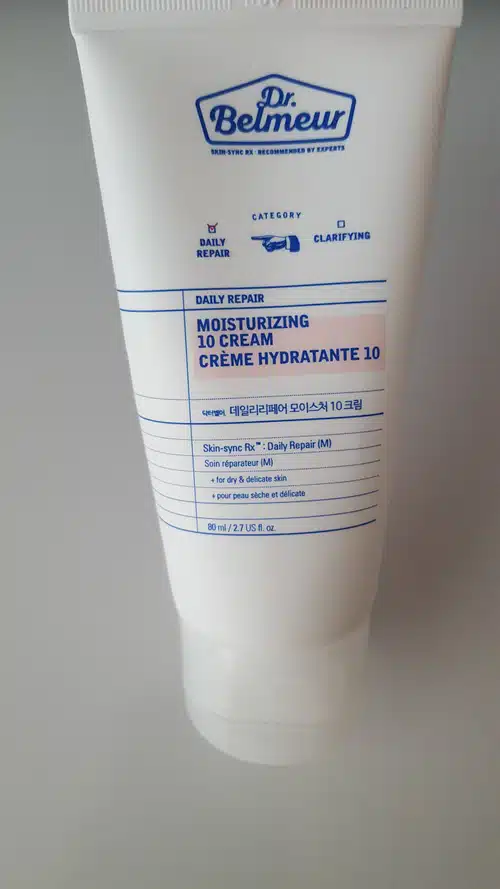 Dr.
Belmeur
SKIN-SYNC RX · RECOMMENDED BY EXPERTS
CATEGORY
DAILY
REPAIR
CLARIFYING
DAILY REPAIR
MOISTURIZING
10 CREAM
CRÈME HYDRATANTE 10
닥터벨머 데일리리페어 모이스처 10 크림
Skin-sync Rx™ : Daily Repair (M)
Soin réparateur (M)
+ for dry & delicate skin
+ pour peau sèche et délicate
80 ml / 2.7 US fl. oz.